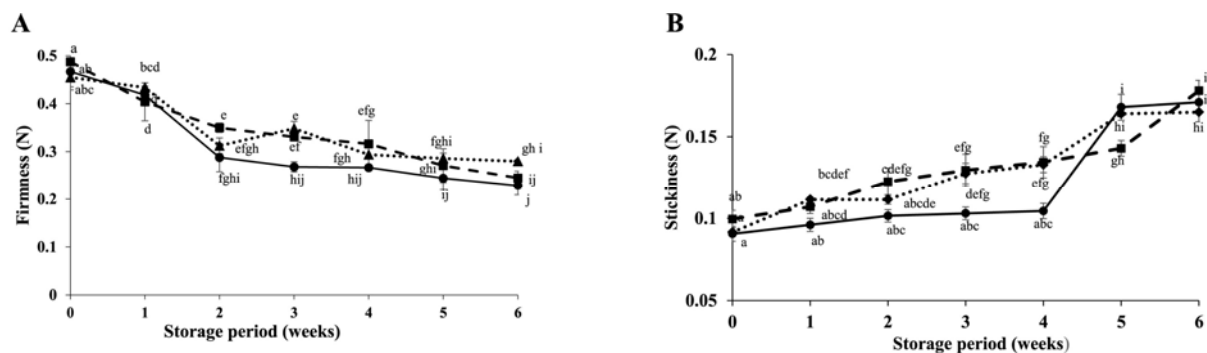 A
Firmness (N)
0.5
0.4
0.3
0.2
0.1
0
a
ab
abc
bcd
d
e
efgh
fghi
e
ef
hij
efg
fgh
hij
fghi
ghi
ij
gh i
ij
j
0 1 2 3 4 5 6
Storage period (weeks)
B
Stickiness (N)
0.2
0.15
0.1
0.05
ab
a
bcdef
abcd
ab
cdefg
abcde
abc
efg
defg
abc
fg
efg
abc
i
hi
gh
i
i
hi
0 1 2 3 4 5 6
Storage period (weeks)